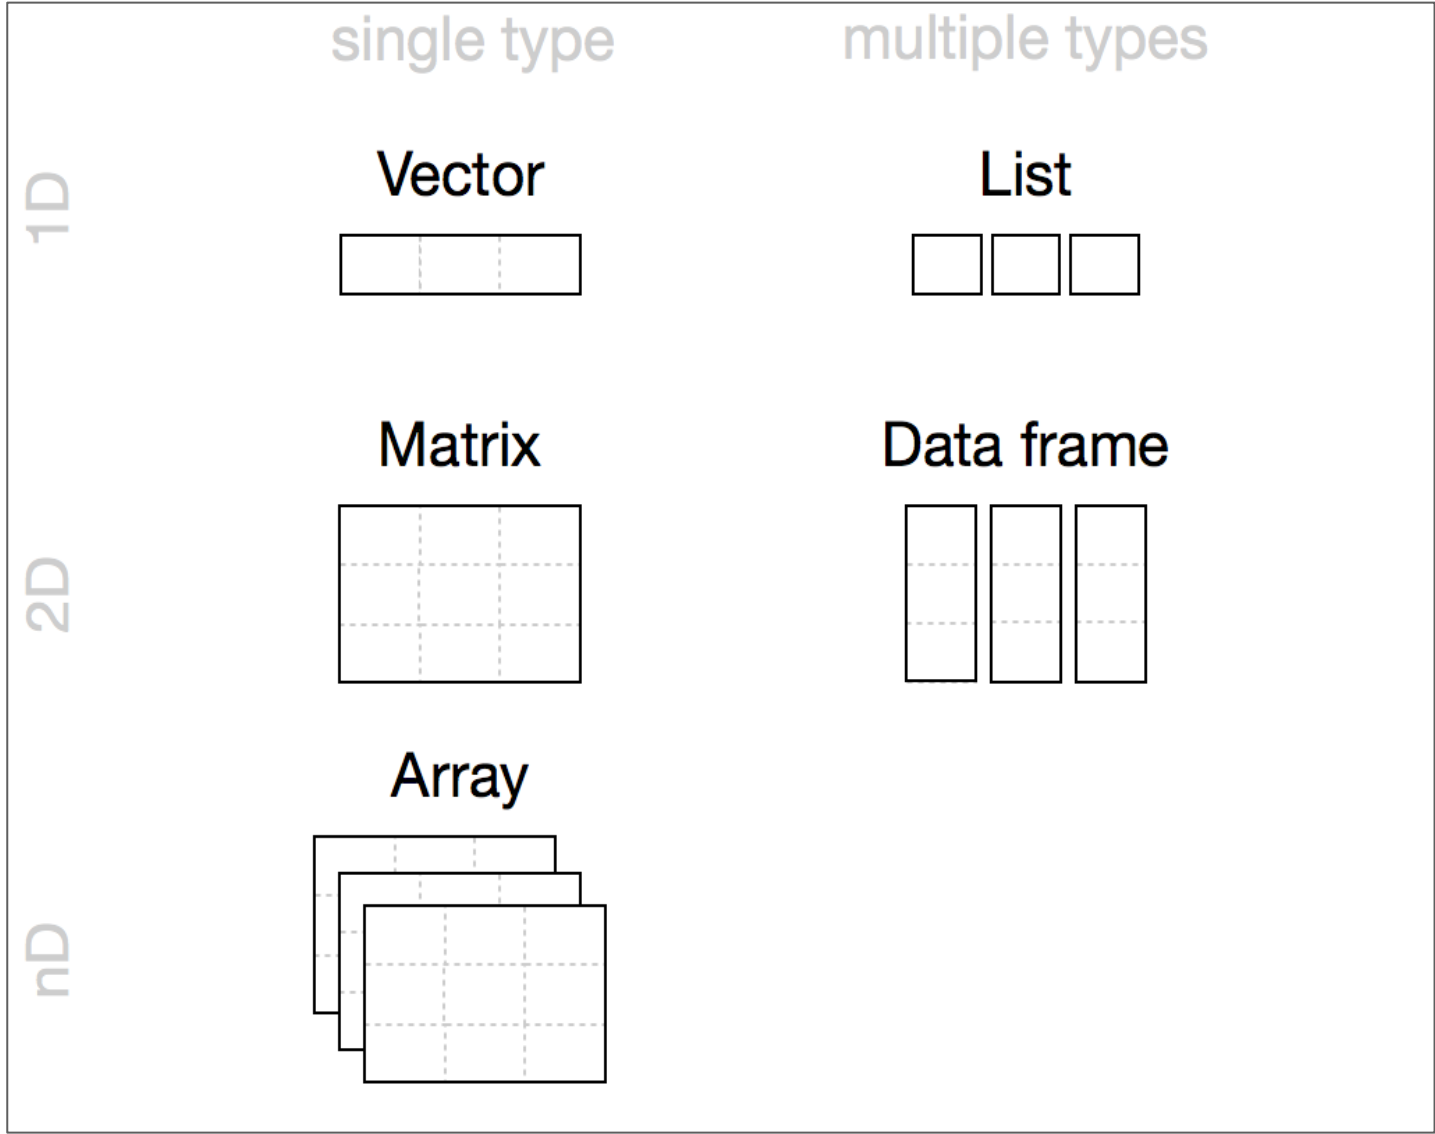 single type
multiple types
1D
Vector
List
2D
Matrix
Data frame
nD
Array